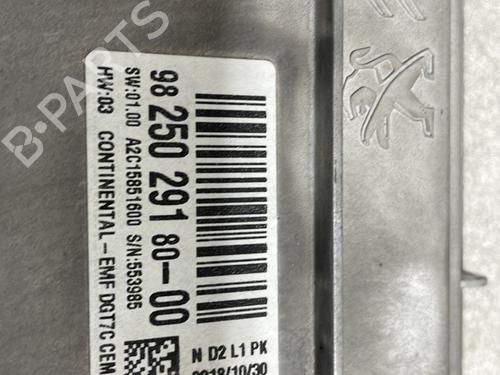 98 250 291 80-00
SW:01.00 A2C15851600 S/N:553985
HW:03 CONTINENTAL-EMF DGT7C CEM
N D2 L1 PK
2018/10/30
B-PARTS